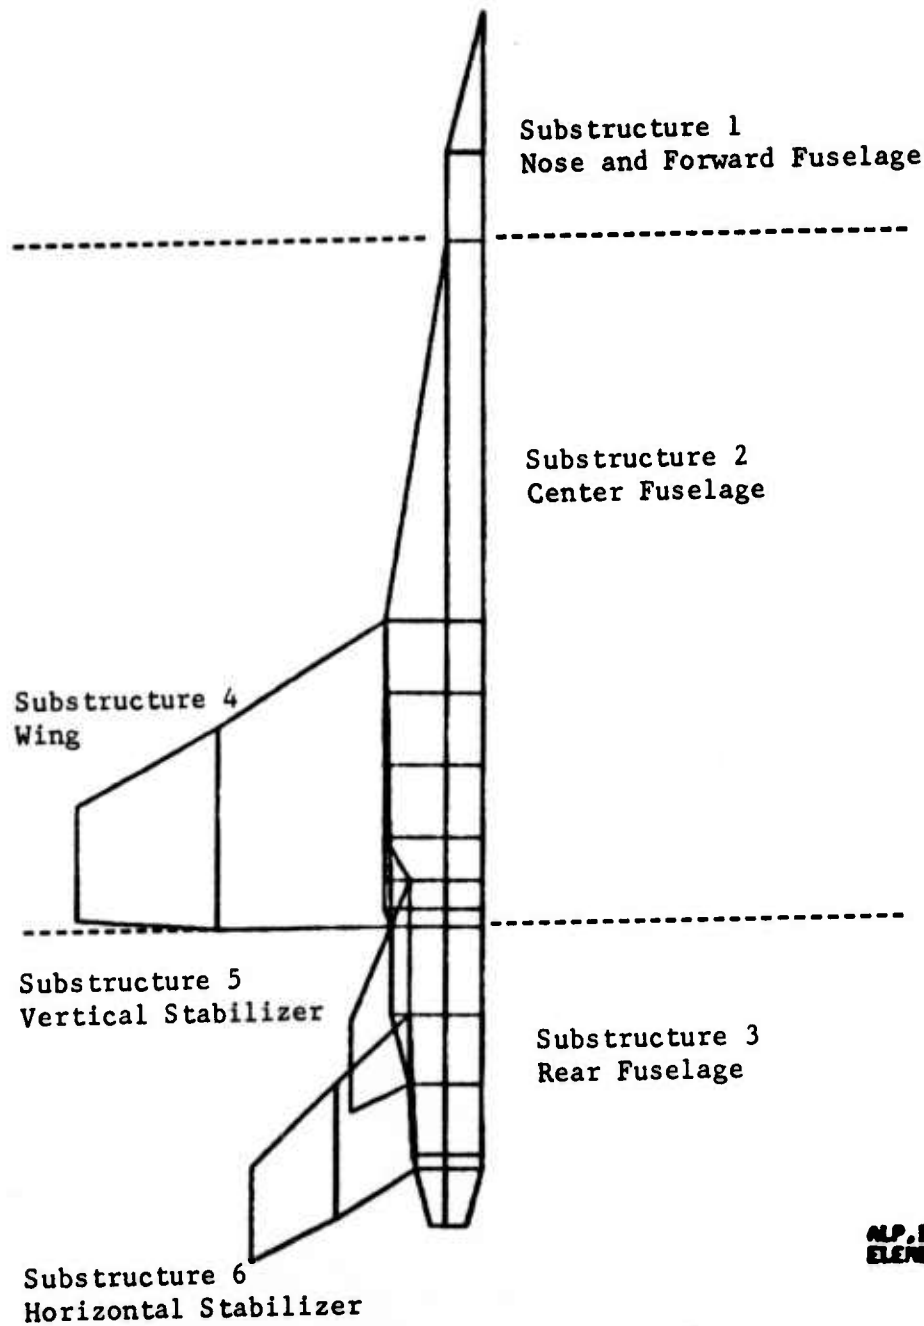 Substructure 1
Nose and Forward Fuselage
Substructure 2
Center Fuselage
Substructure 4
Wing
Substructure 5
Vertical Stabilizer
Substructure 3
Rear Fuselage
Substructure 6
Horizontal Stabilizer